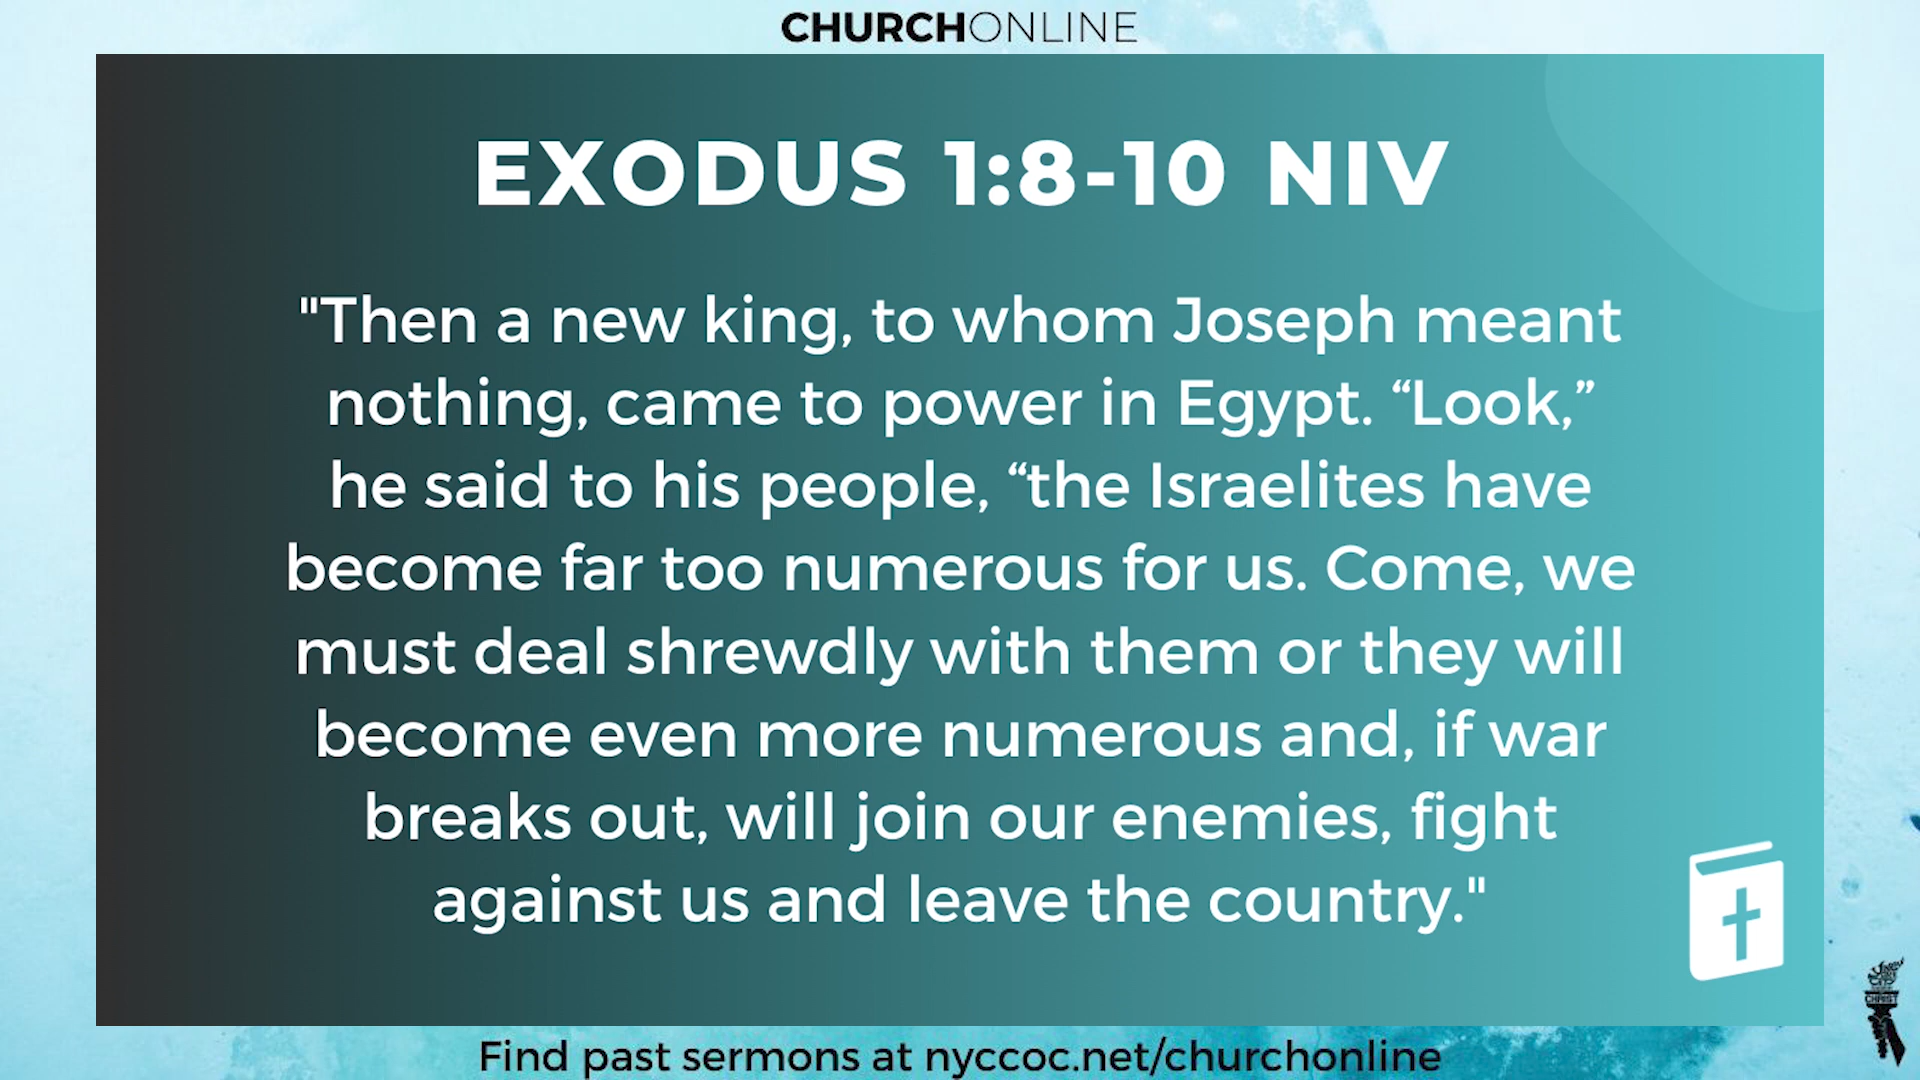 CHURCHONLINE
EXODUS 1:8-10 NIV
"Then a new king, to whom Joseph meant
nothing, came to power in Egypt. “Look,”
he said to his people, “the Israelites have
become far too numerous for us. Come, we
must deal shrewdly with them or they will
become even more numerous and, if war
breaks out, will join our enemies, fight
against us and leave the country."
CHRIST
Find past sermons at nyccoc.net/churchonline